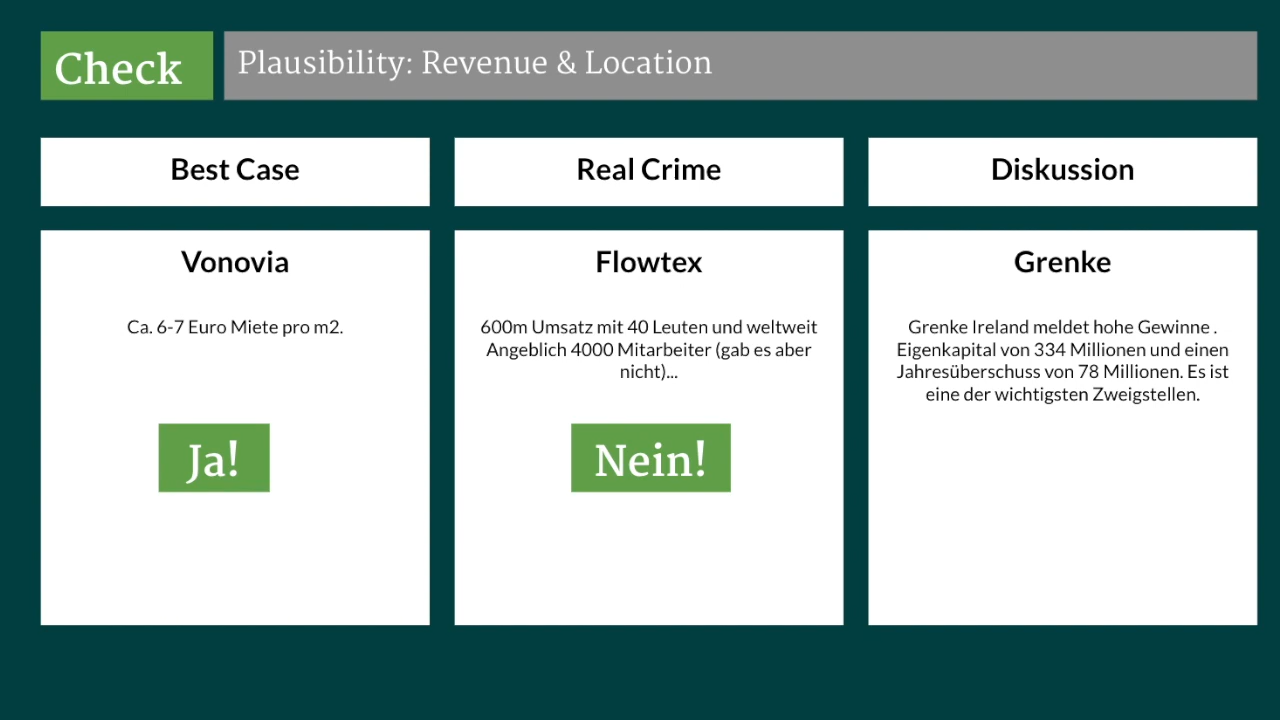 Check
Plausibility: Revenue & Location
Best Case
Real Crime
Diskussion
Vonovia
Ca. 6-7 Euro Miete pro m2.
Ja!
Flowtex
600m Umsatz mit 40 Leuten und weltweit
Angeblich 4000 Mitarbeiter (gab es aber
nicht)...
Nein!
Grenke
Grenke Ireland meldet hohe Gewinne .
Eigenkapital von 334 Millionen und einen
Jahresüberschuss von 78 Millionen. Es ist
eine der wichtigsten Zweigstellen.